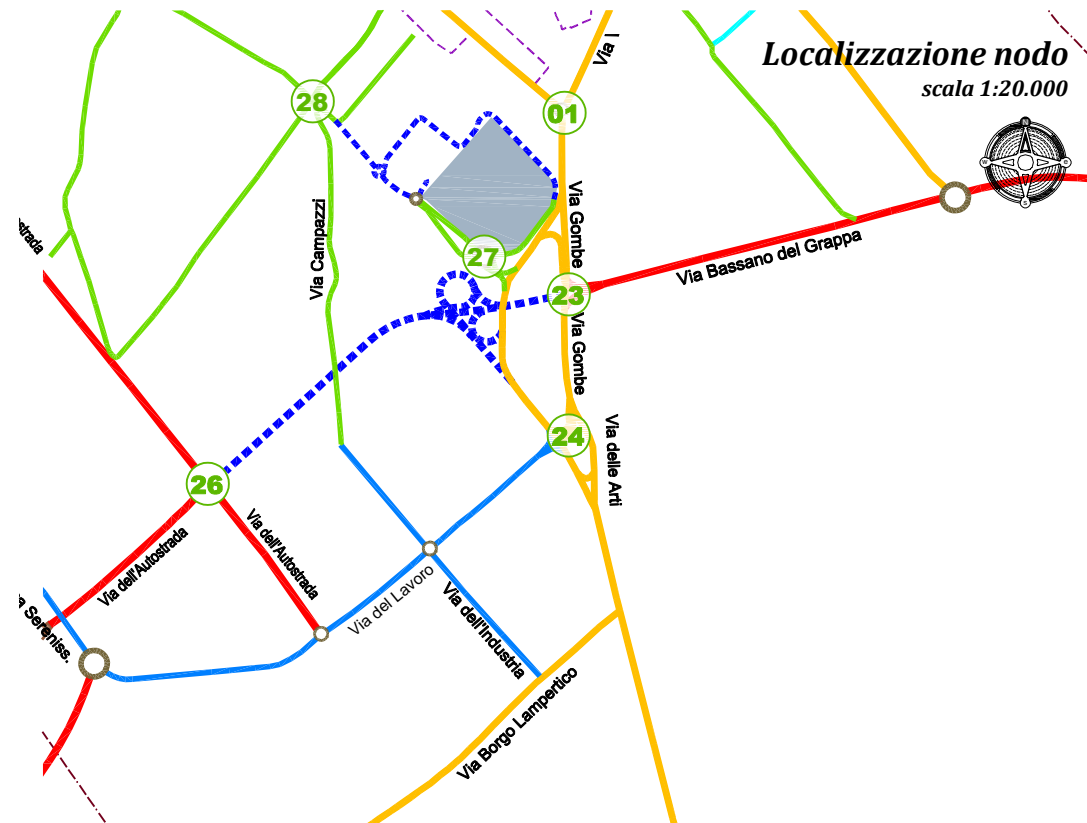 Localizzazione nodo
scala 1:20.000
Via
28
01
strada
Via Campazzi
Via Gombe
27
Via Bassano del Grappa
23
Via Gombe
24
Via delle Arti
26
Via dell'Autostrada
Via dell'Autostrada
Via del Lavoro
a Sereniss.
Via dell'Industria
Via Borgo Lampertico
N
W
E
S